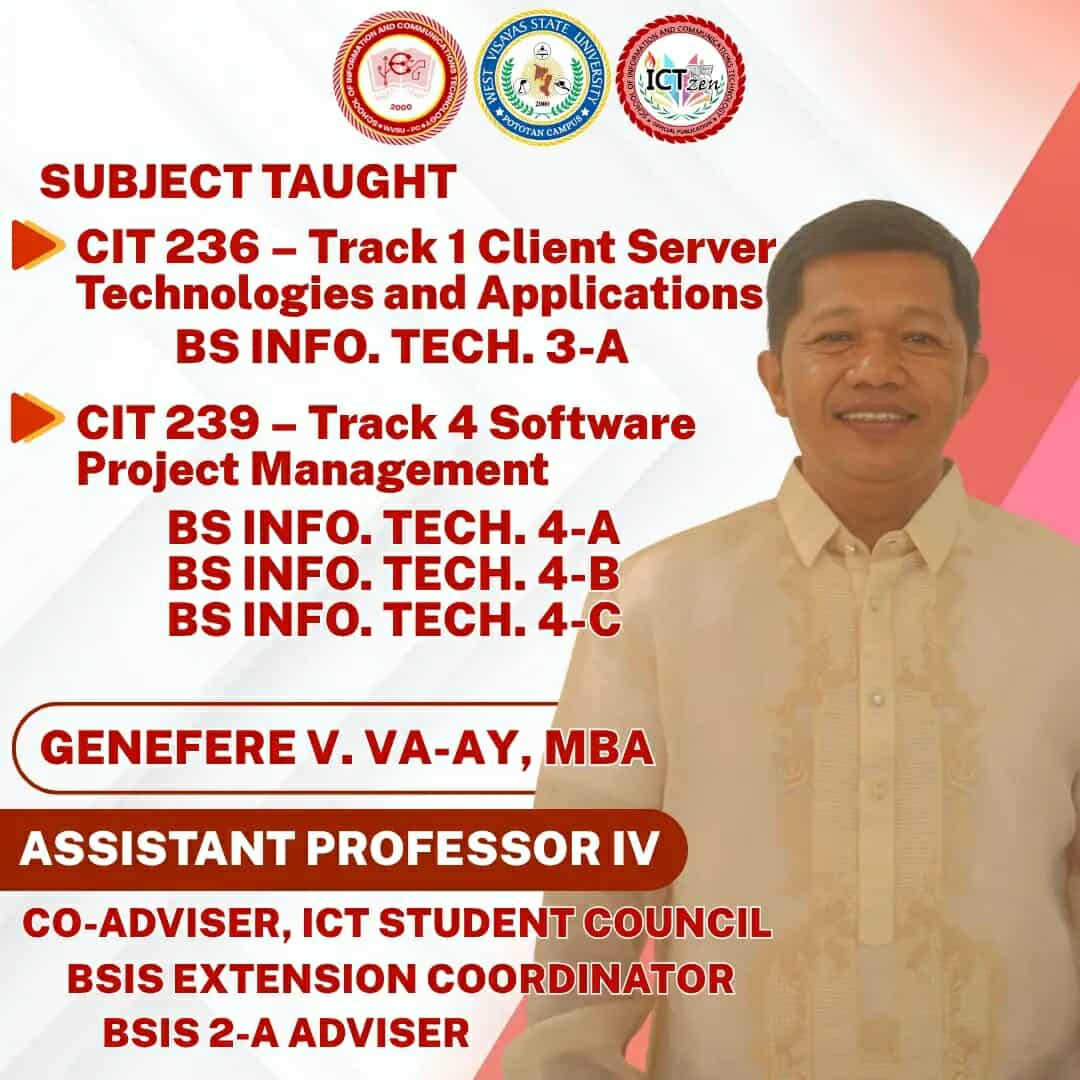 SCHOOL OF INFORMATION AND COMMUNICATIONS TECHNOLOGY
2000
WVSU - PC
WEST VISAYAS STATE UNIVERSITY
2000
POTOTAN CAMPUS
SCHOOL OF INFORMATION AND COMMUNICATIONS TECHNOLOGY
ICTzen
OFFICIAL PUBLICATION
SUBJECT TAUGHT
CIT 236 – Track 1 Client Server
Technologies and Applications
BS INFO. TECH. 3-A
CIT 239 – Track 4 Software
Project Management
BS INFO. TECH. 4-A
BS INFO. TECH. 4-B
BS INFO. TECH. 4-C
GENEFERE V. VA-AY, MBA
ASSISTANT PROFESSOR IV
CO-ADVISER, ICT STUDENT COUNCIL
BSIS EXTENSION COORDINATOR
BSIS 2-A ADVISER